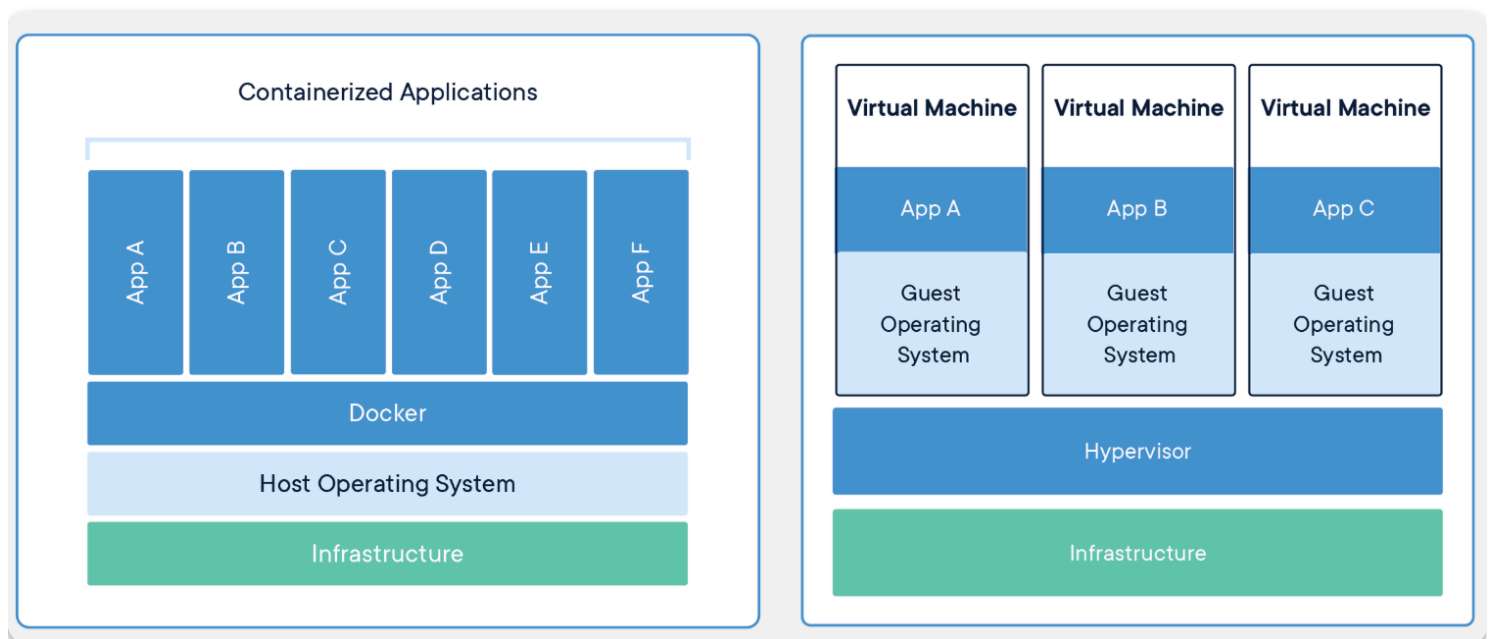 Containerized Applications
App A
App B
App C
App D
App E
App F
Docker
Host Operating System
Infrastructure
Virtual Machine
App A
Guest
Operating
System
Virtual Machine
App B
Guest
Operating
System
Virtual Machine
App C
Guest
Operating
System
Hypervisor
Infrastructure